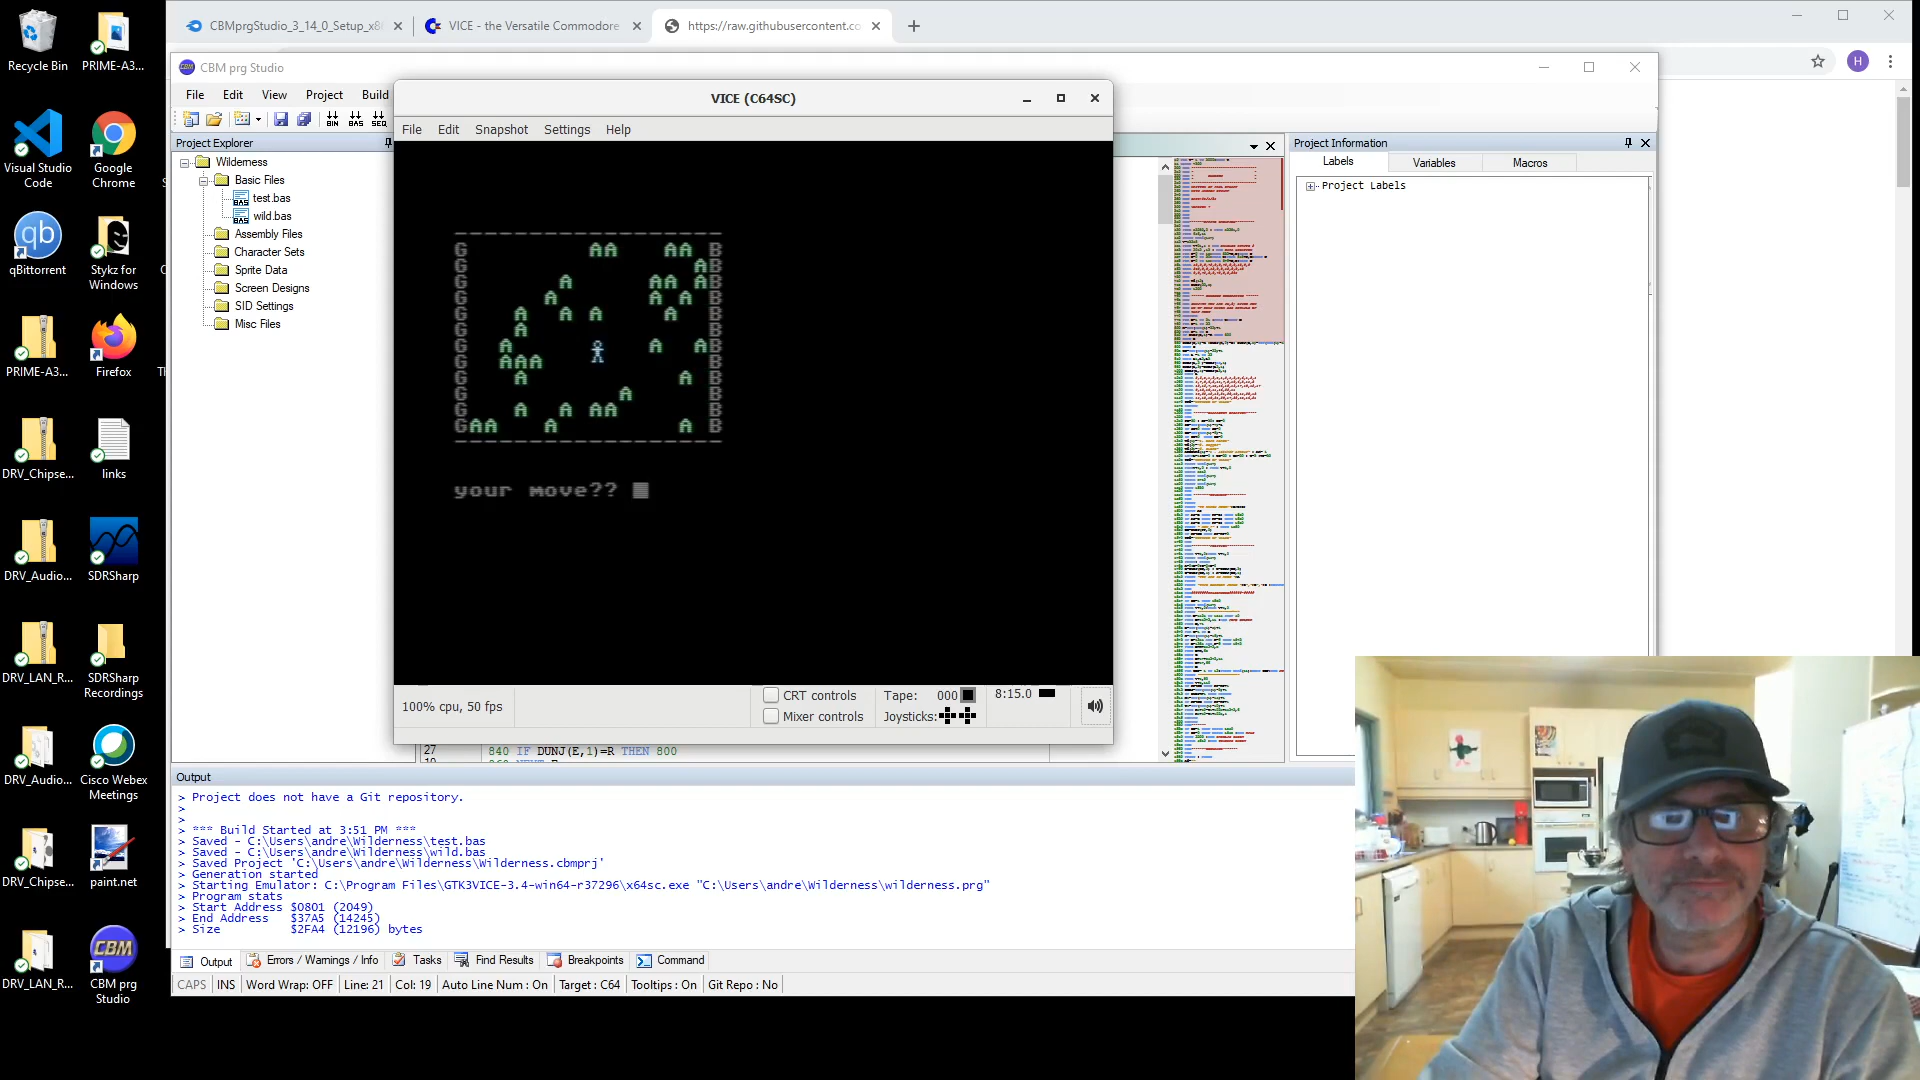 CBMprgStudio_3_14_0_Setup_x8
VICE - the Versatile Commodore
https://raw.githubusercontent.co
Recycle Bin
PRIME-A3...
CBM prg Studio
H
File Edit View Project Build
VICE (C64SC)
File Edit Snapshot Settings Help
Project Explorer
Project Information
Labels Variables Macros
Wilderness
Basic Files
test.bas
wild.bas
Assembly Files
Character Sets
Sprite Data
Screen Designs
SID Settings
Misc Files
Project Labels
Visual Studio Code
Google Chrome
qBittorrent
Stykz for Windows
PRIME-A3...
Firefox
DRV_Chipse...
links
DRV_Audio...
SDRSharp
DRV_LAN_R...
SDRSharp Recordings
DRV_Audio...
Cisco Webex Meetings
DRV_Chipse...
paint.net
DRV_LAN_R...
CBM prg Studio
G AA AA B
G AB
G A AA AB
G A A A B
G A A A A B
G A B
G A A AB
G AAA B
G A A B
G A B
G A A AA B
GAA A A B
your move??
100% cpu, 50 fps
CRT controls
Mixer controls
Tape: 000
Joysticks:
8:15.0
27 840 IF DUNJ(E,1)=R THEN 800
Output
> Project does not have a Git repository.
>
>
> *** Build Started at 3:51 PM ***
> Saved - C:\Users\andre\Wilderness\test.bas
> Saved - C:\Users\andre\Wilderness\wild.bas
> Saved Project 'C:\Users\andre\Wilderness\Wilderness.cbmprj'
> Generation started
> Starting Emulator: C:\Program Files\GTK3VICE-3.4-win64-r37296\x64sc.exe "C:\Users\andre\Wilderness\wilderness.prg"
> Program stats
> Start Address $0801 (2049)
> End Address $37A5 (14245)
> Size $2FA4 (12196) bytes
Output Errors / Warnings / Info Tasks Find Results Breakpoints Command
CAPS INS Word Wrap: OFF Line: 21 Col: 19 Auto Line Num : On Target : C64 Tooltips : On Git Repo : No